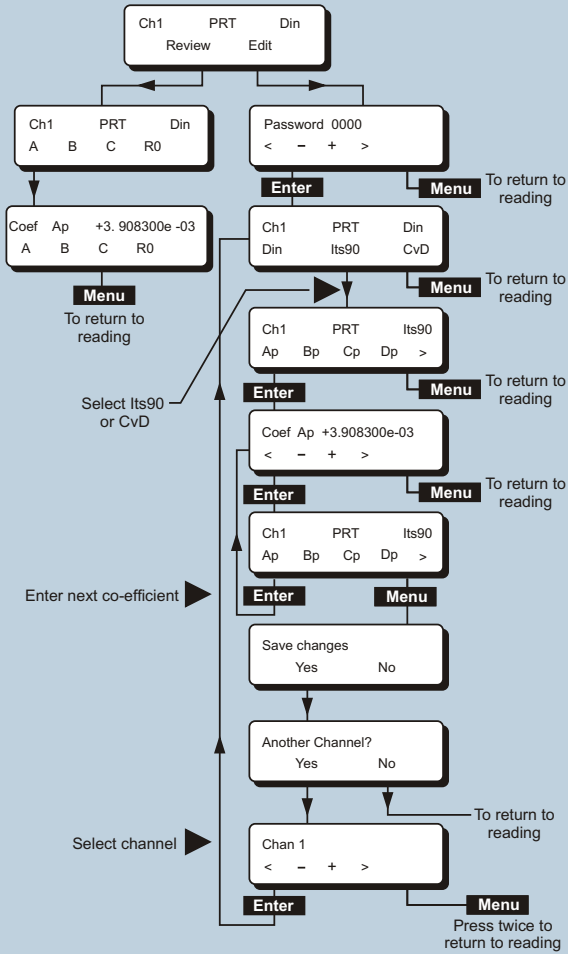 Ch1 PRT Din
Review Edit
Ch1 PRT Din
A B C R0
Coef Ap +3. 908300e -03
A B C R0
Menu
To return to
reading
Password 0000
< – + >
Enter
Menu
To return to
reading
Ch1 PRT Din
Din Its90 CvD
Menu
To return to
reading
Select Its90
or CvD
Ch1 PRT Its90
Ap Bp Cp Dp >
Enter
Menu
To return to
reading
Coef Ap +3.908300e-03
< – + >
Enter
Menu
To return to
reading
Ch1 PRT Its90
Ap Bp Cp Dp >
Enter next co-efficient
Enter
Menu
Save changes
Yes No
Another Channel?
Yes No
To return to
reading
Select channel
Chan 1
< – + >
Enter
Menu
Press twice to
return to reading